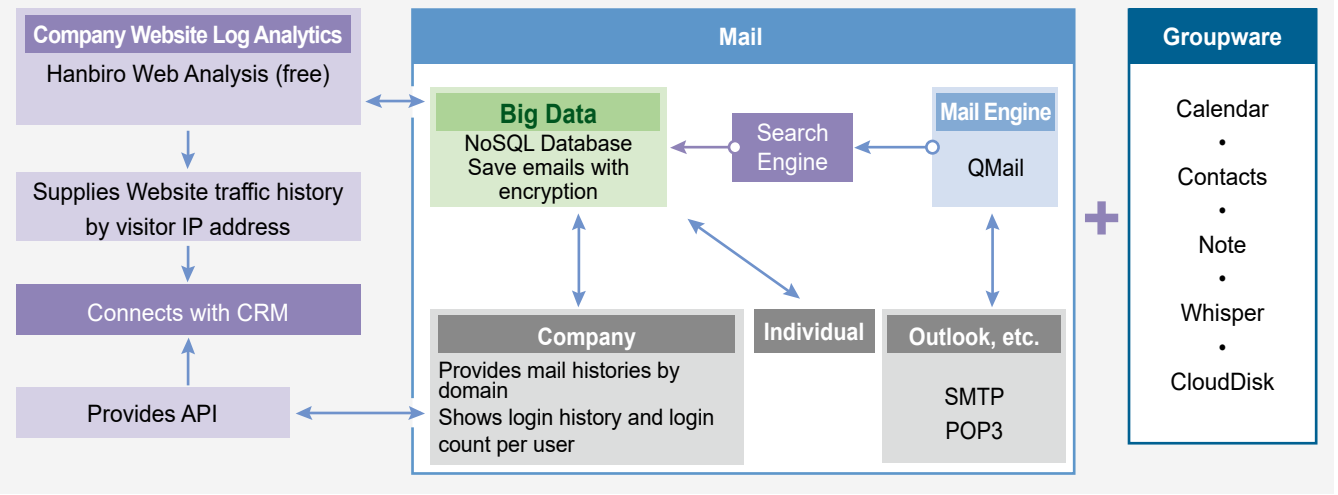 Company Website Log Analytics
Hanbiro Web Analysis (free)
Supplies Website traffic history
by visitor IP address
Connects with CRM
Provides API
Mail
Big Data
NoSQL Database
Save emails with
encryption
Search
Engine
Mail Engine
QMail
Company
Provides mail histories by
domain
Shows login history and login
count per user
Individual
Outlook, etc.
SMTP
POP3
+
Groupware
Calendar
•
Contacts
•
Note
•
Whisper
•
CloudDisk